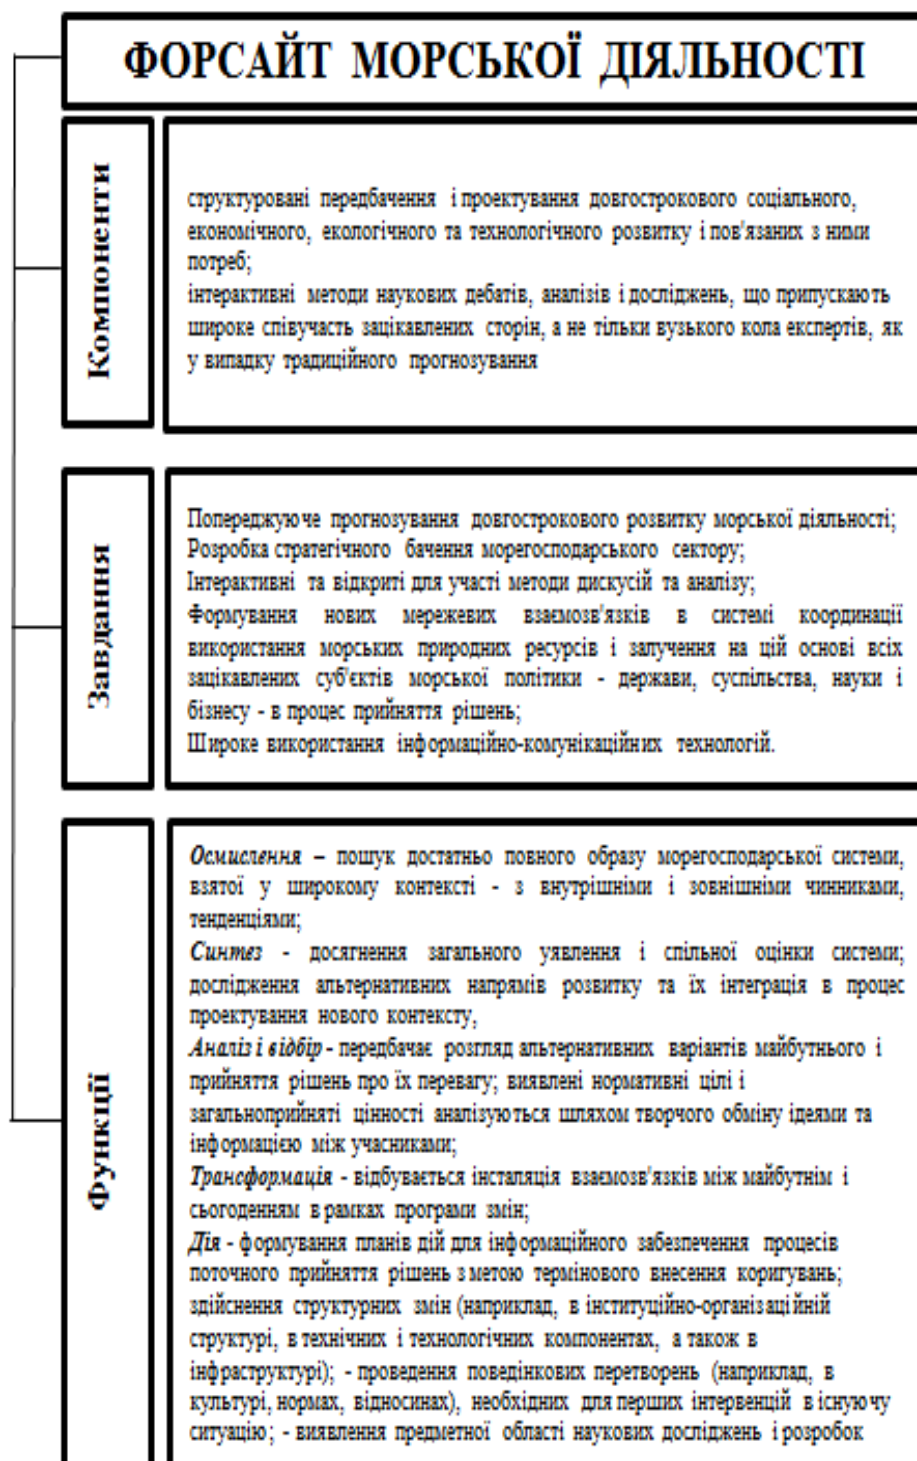 ФОРСАЙТ МОРСЬКОЇ ДІЯЛЬНОСТІ
Компоненти
структуровані передбачення і проектування довгострокового соціального,
економічного, екологічного та технологічного розвитку і пов'язаних з ними
потреб;
інтерактивні методи наукових дебатів, аналізів і досліджень, що припускають
широке співучасть зацікавлених сторін, а не тільки вузького кола експертів, як
у випадку традиційного прогнозування
Завдання
Попереджуюче прогнозування довгострокового розвитку морської діяльності;
Розробка стратегічного бачення морегосподарського сектору;
Інтерактивні та відкриті для участі методи дискусій та аналізу;
Формування нових мережевих взаємозв'язків в системі координації
використання морських природних ресурсів і залучення на цій основі всіх
зацікавлених суб'єктів морської політики - держави, суспільства, науки і
бізнесу - в процес прийняття рішень;
Широке використання інформаційно-комунікаційних технологій.
Функції
Осмислення – пошук достатньо повного образу морегосподарської системи,
взятої у широкому контексті - з внутрішніми і зовнішніми чинниками,
тенденціями;
Синтез - досягнення загального уявлення і спільної оцінки системи;
дослідження альтернативних напрямів розвитку та їх інтеграція в процес
проектування нового контексту,
Аналіз і відбір - передбачає розгляд альтернативних варіантів майбутнього і
прийняття рішень про їх перевагу; виявлені нормативні цілі і
загальноприйняті цінності аналізуються шляхом творчого обміну ідеями та
інформацією між учасниками;
Трансформація - відбувається інсталяція взаємозв'язків між майбутнім і
сьогоденням в рамках програми змін;
Дія - формування планів дій для інформаційного забезпечення процесів
поточного прийняття рішень з метою термінового внесення коригувань;
здійснення структурних змін (наприклад, в інституційно-організаційній
структурі, в технічних і технологічних компонентах, а також в
інфраструктурі); - проведення поведінкових перетворень (наприклад, в
культурі, нормах, відносинах), необхідних для перших інтервенцій в існуючу
ситуацію; - виявлення предметної області наукових досліджень і розробок